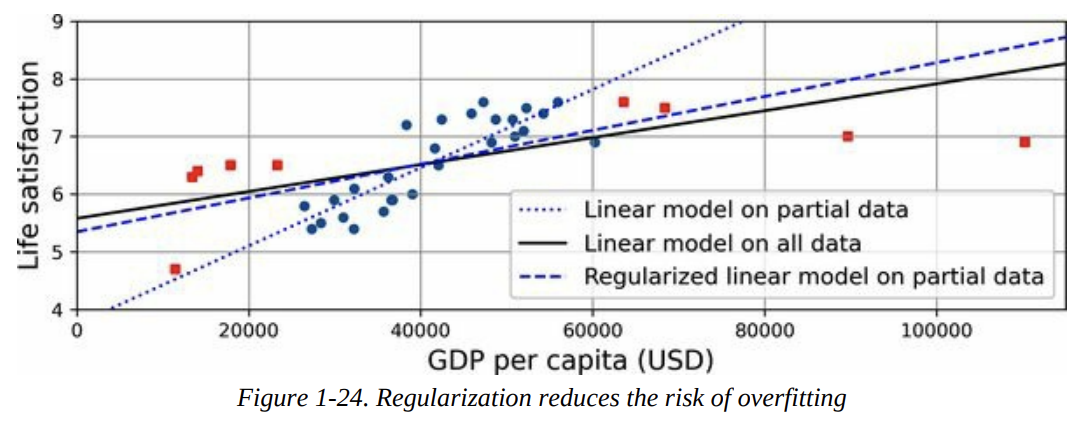 9
8
7
6
5
4
Life satisfaction
Linear model on partial data
Linear model on all data
Regularized linear model on partial data
0 20000 40000 60000 80000 100000
GDP per capita (USD)
Figure 1-24. Regularization reduces the risk of overfitting